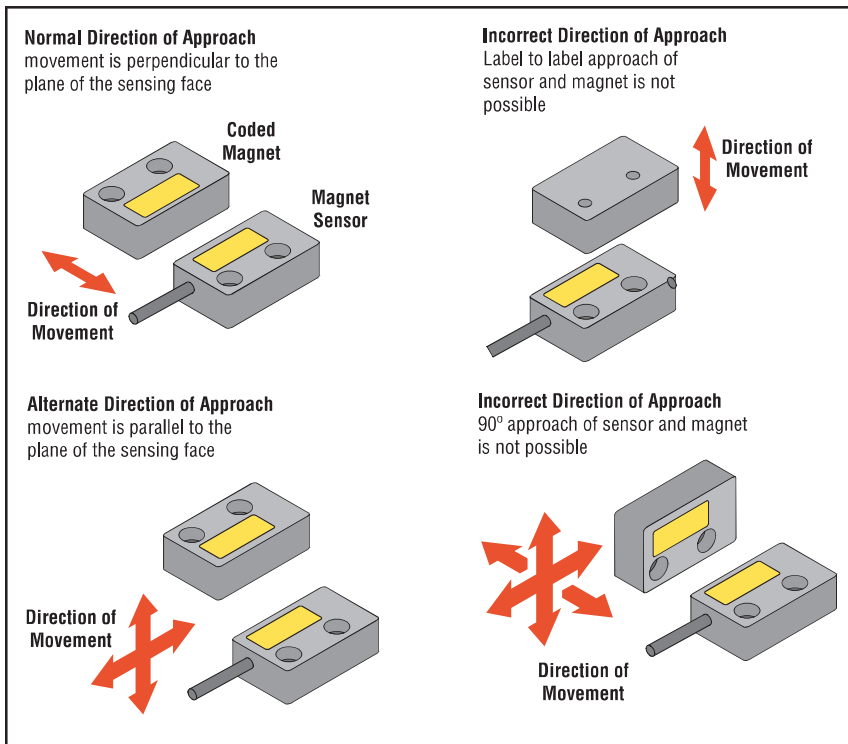 Normal Direction of Approach
movement is perpendicular to the
plane of the sensing face
Coded
Magnet
Magnet
Sensor
Direction of
Movement
Incorrect Direction of Approach
Label to label approach of
sensor and magnet is not
possible
Direction of
Movement
Alternate Direction of Approach
movement is parallel to the
plane of the sensing face
Direction of
Movement
Incorrect Direction of Approach
90º approach of sensor and magnet
is not possible
Direction of
Movement